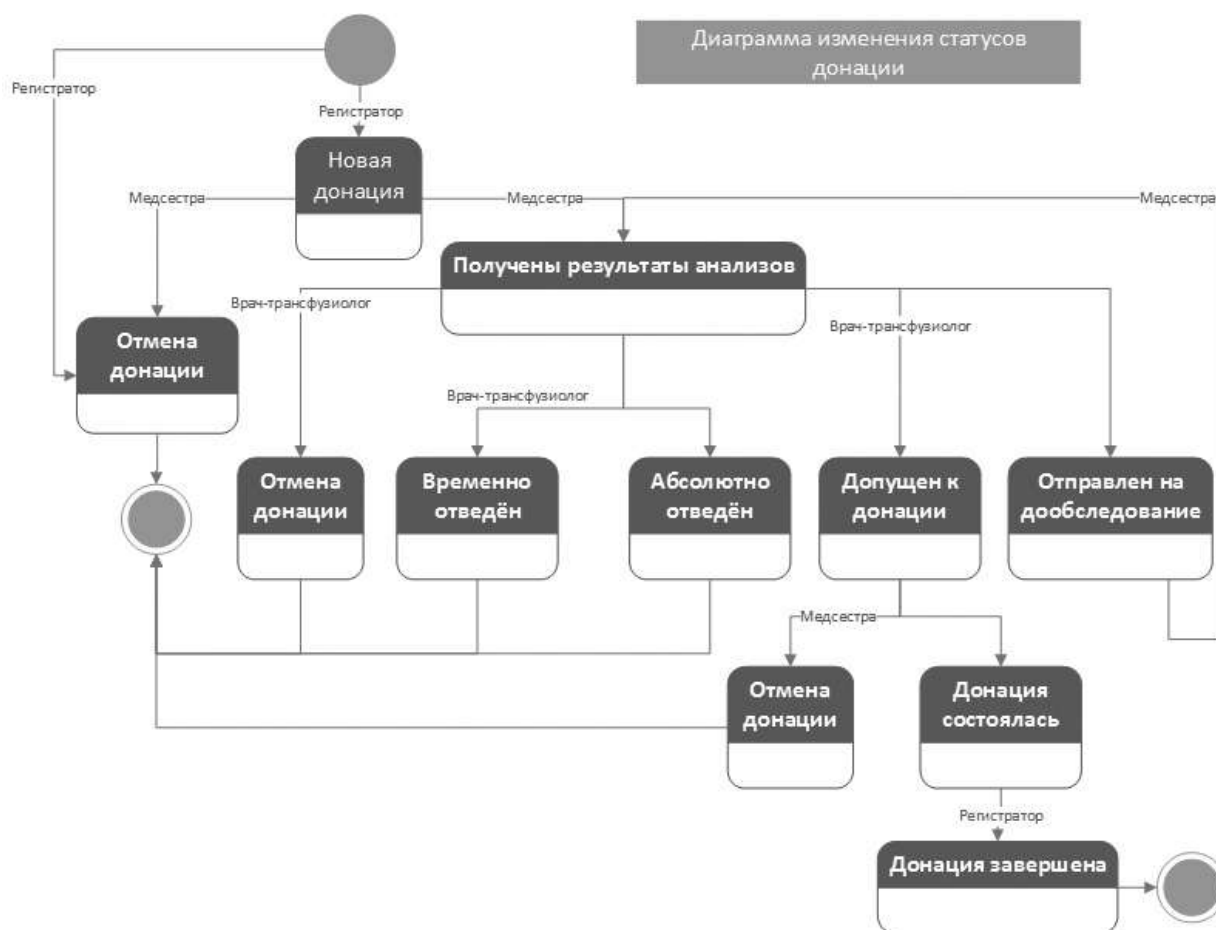 Диаграмма изменения статусов
донации
Регистратор
Регистратор
Новая
донация
Медсестра
Медсестра
Медсестра
Получены результаты анализов
Врач-трансфузиолог
Врач-трансфузиолог
Отмена
донации
Врач-трансфузиолог
Отмена
донации
Временно
отведён
Абсолютно
отведён
Допущен к
донации
Отправлен на
дообследование
Медсестра
Отмена
донации
Донация
состоялась
Регистратор
Донация завершена